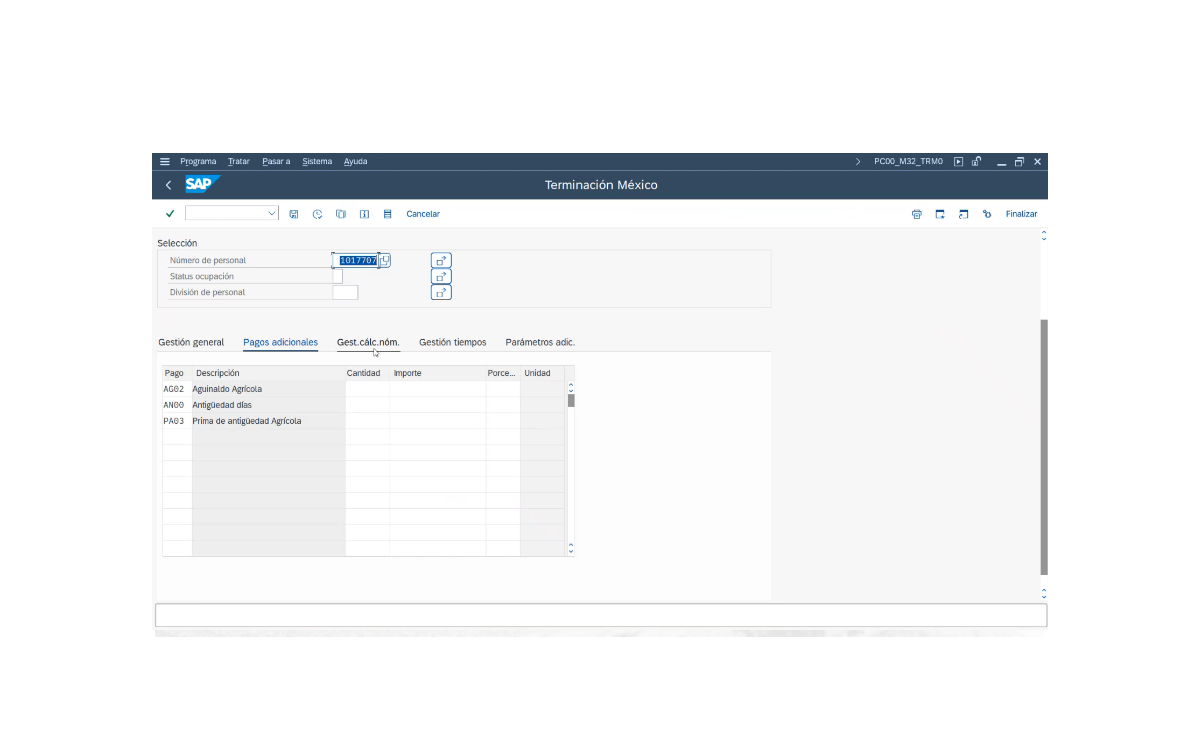 Programa Tratar Pasar a Sistema Ayuda PC00_M32_TRM0
SAP Terminación México
Cancelar Finalizar
Selección
Número de personal 1017707
Status ocupación
División de personal
Gestión general Pagos adicionales Gest.cálc.nóm. Gestión tiempos Parámetros adic.
Pago Descripción Cantidad Importe Porce... Unidad
AG02 Aguinaldo Agrícola
AN00 Antigüedad días
PA03 Prima de antigüedad Agrícola